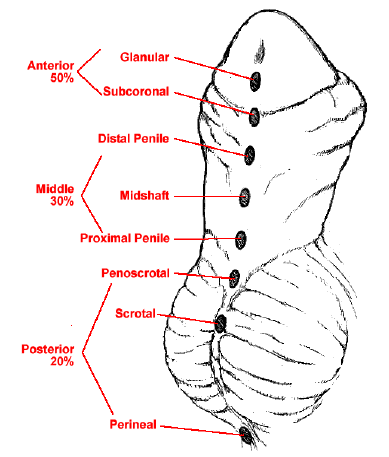 Glanular
Anterior
50%
Subcoronal
Distal Penile
Middle
30%
Midshaft
Proximal Penile
Penoscrotal
Scrotal
Posterior
20%
Perineal